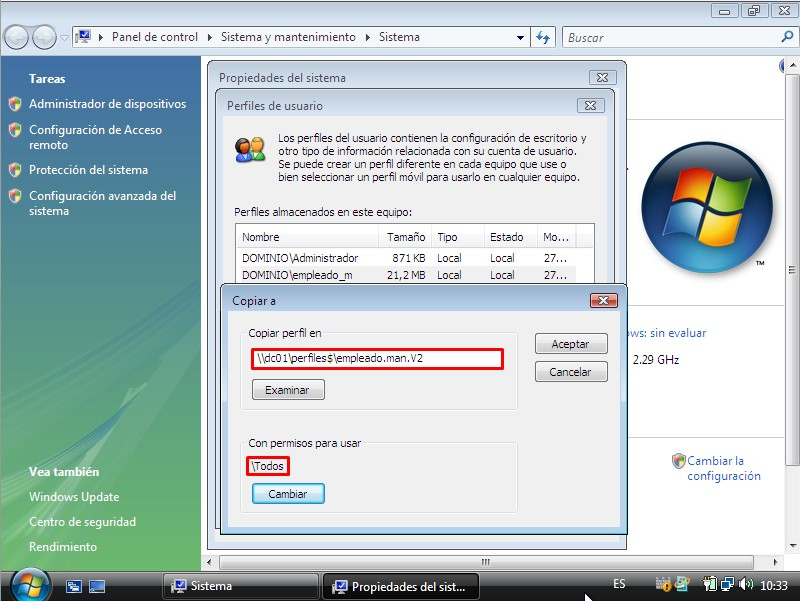 Panel de control
Sistema y mantenimiento
Sistema
Buscar
Tareas
Administrador de dispositivos
Configuración de Acceso
remoto
Protección del sistema
Configuración avanzada del
sistema
Vea también
Windows Update
Centro de seguridad
Rendimiento
Propiedades del sistema
Perfiles de usuario
Los perfiles del usuario contienen la configuración de escritorio y
otro tipo de información relacionada con su cuenta de usuario.
Se puede crear un perfil diferente en cada equipo que use o
bien seleccionar un perfil móvil para usarlo en cualquier equipo.
Perfiles almacenados en este equipo:
Nombre Tamaño Tipo Estado Mo...
DOMINIO\Administrador 871 KB Local Local 27...
DOMINIO\empleado_m 21,2 MB Local Local 27...
Copiar a
Copiar perfil en
\\dc01\perfiles$\empleado.man.V2
Examinar
Aceptar
Cancelar
Con permisos para usar
\Todos
Cambiar
TM
ows: sin evaluar
2.29 GHz
Cambiar la
configuración
Sistema
Propiedades del sist...
ES
10:33